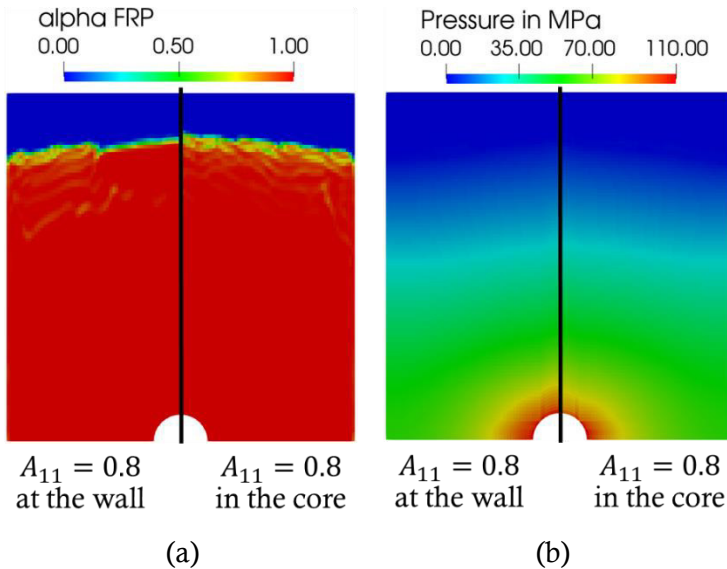 alpha FRP
0.00 0.50 1.00
Pressure in MPa
0.00 35.00 70.00 110.00
A₁₁ = 0.8
at the wall
A₁₁ = 0.8
in the core
A₁₁ = 0.8
at the wall
A₁₁ = 0.8
in the core
(a)
(b)